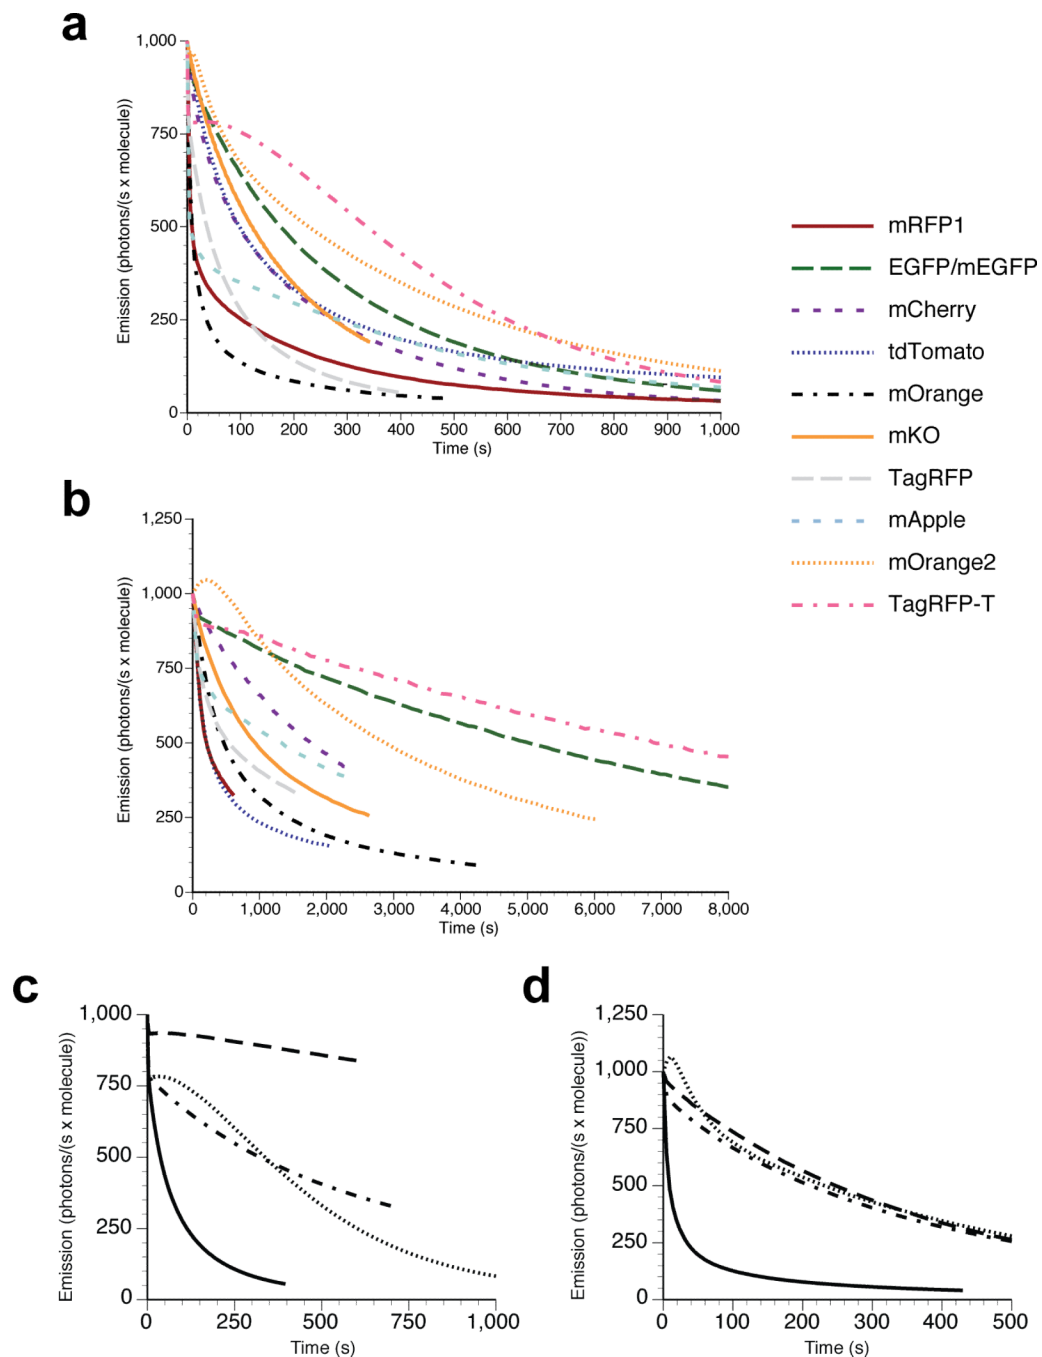 a
Emission (photons/(s x molecule))
1,000
750
500
250
0
0 100 200 300 400 500 600 700 800 900 1,000
Time (s)
mRFP1
EGFP/mEGFP
mCherry
tdTomato
mOrange
mKO
TagRFP
mApple
mOrange2
TagRFP-T
b
Emission (photons/(s x molecule))
1,250
1,000
750
500
250
0
0 1,000 2,000 3,000 4,000 5,000 6,000 7,000 8,000
Time (s)
c
Emission (photons/(s x molecule))
1,000
750
500
250
0
0 250 500 750 1,000
Time (s)
d
Emission (photons/(s x molecule))
1,250
1,000
750
500
250
0
0 100 200 300 400 500
Time (s)